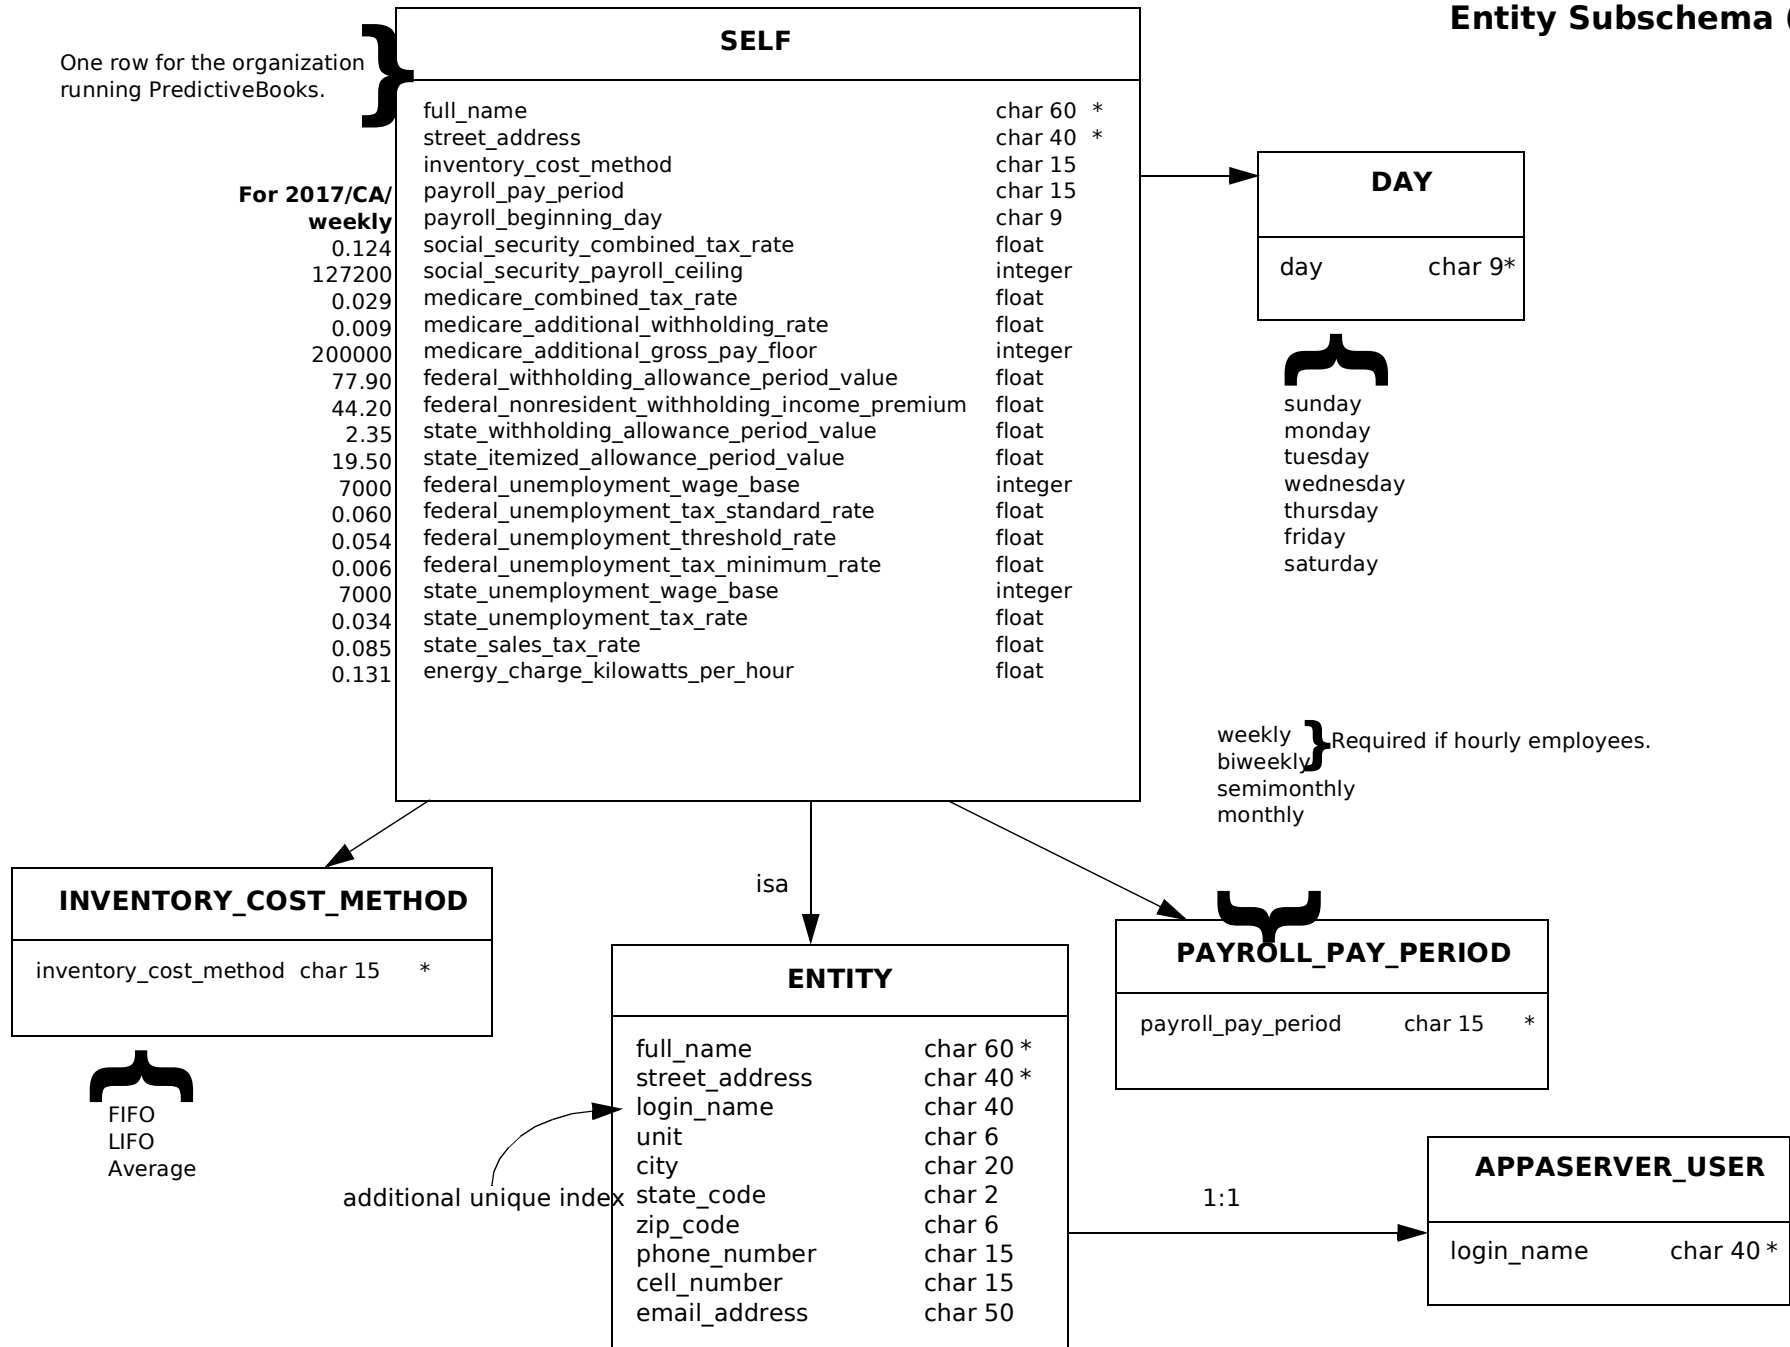 Entity Subschema (
One row for the organization
running PredictiveBooks.
SELF
full_name char 60 *
street_address char 40 *
inventory_cost_method char 15
payroll_pay_period char 15
payroll_beginning_day char 9
social_security_combined_tax_rate float
social_security_payroll_ceiling integer
medicare_combined_tax_rate float
medicare_additional_withholding_rate float
medicare_additional_gross_pay_floor integer
federal_withholding_allowance_period_value float
federal_nonresident_withholding_income_premium float
state_withholding_allowance_period_value float
state_itemized_allowance_period_value float
federal_unemployment_wage_base integer
federal_unemployment_tax_standard_rate float
federal_unemployment_threshold_rate float
federal_unemployment_tax_minimum_rate float
state_unemployment_wage_base integer
state_unemployment_tax_rate float
state_sales_tax_rate float
energy_charge_kilowatts_per_hour float
For 2017/CA/
weekly
0.124
127200
0.029
0.009
200000
77.90
44.20
2.35
19.50
7000
0.060
0.054
0.006
7000
0.034
0.085
0.131
DAY
day char 9*
sunday
monday
tuesday
wednesday
thursday
friday
saturday
weekly
biweekly
semimonthly
monthly
Required if hourly employees.
INVENTORY_COST_METHOD
inventory_cost_method char 15 *
FIFO
LIFO
Average
isa
ENTITY
full_name char 60 *
street_address char 40 *
login_name char 40
unit char 6
city char 20
state_code char 2
zip_code char 6
phone_number char 15
cell_number char 15
email_address char 50
additional unique index
PAYROLL_PAY_PERIOD
payroll_pay_period char 15 *
1:1
APPASERVER_USER
login_name char 40 *